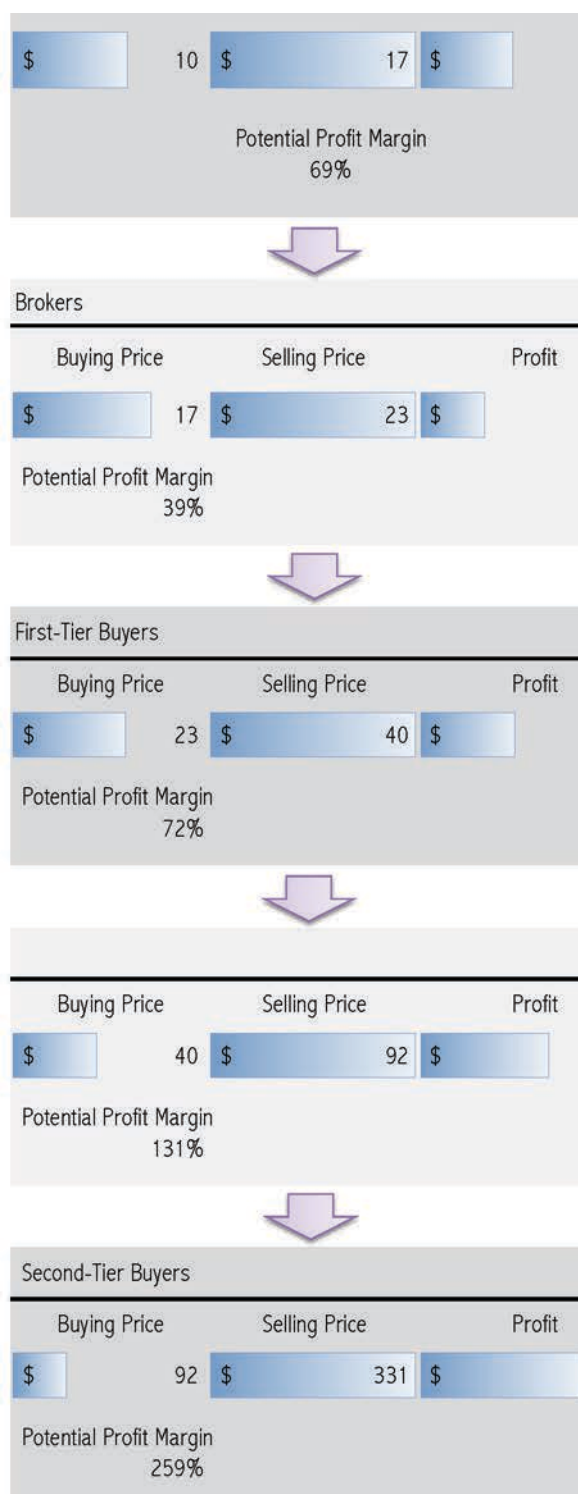 $ 10 $ 17 $
Potential Profit Margin
69%
Brokers
Buying Price Selling Price Profit
$ 17 $ 23 $
Potential Profit Margin
39%
First-Tier Buyers
Buying Price Selling Price Profit
$ 23 $ 40 $
Potential Profit Margin
72%
Buying Price Selling Price Profit
$ 40 $ 92 $
Potential Profit Margin
131%
Second-Tier Buyers
Buying Price Selling Price Profit
$ 92 $ 331 $
Potential Profit Margin
259%